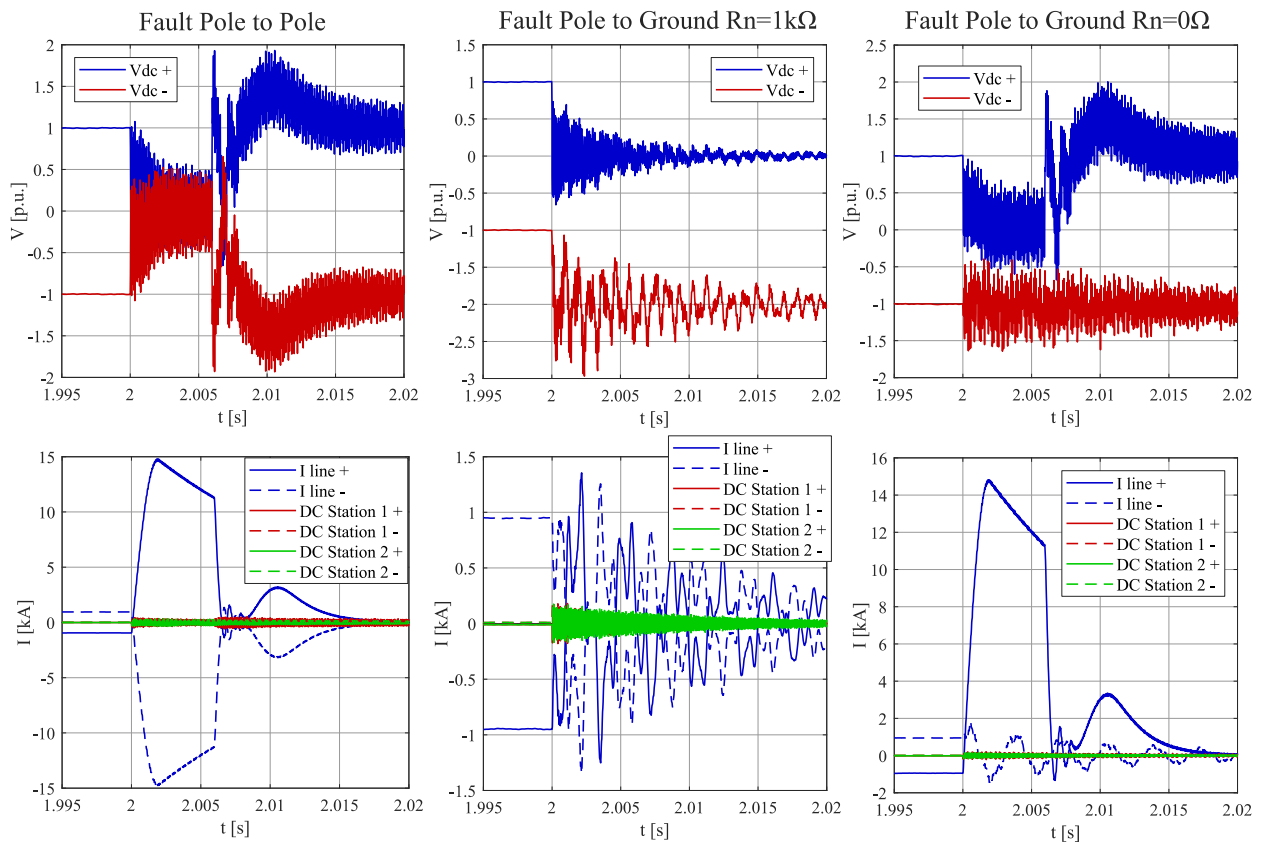 Fault Pole to Pole
Fault Pole to Ground Rn=1kΩ
Fault Pole to Ground Rn=0Ω
2
1.5
1
0.5
0
-0.5
-1
-1.5
-2
V [p.u.]
Vdc +
Vdc -
1.995
2
2.005
2.01
2.015
2.02
t [s]
1.5
1
0.5
0
-0.5
-1
-1.5
-2
-2.5
-3
V [p.u.]
Vdc +
Vdc -
1.995
2
2.005
2.01
2.015
2.02
t [s]
2.5
2
1.5
1
0.5
0
-0.5
-1
-1.5
-2
V [p.u.]
Vdc +
Vdc -
1.995
2
2.005
2.01
2.015
2.02
t [s]
15
10
5
0
-5
-10
-15
I [kA]
I line +
I line -
DC Station 1 +
DC Station 1 -
DC Station 2 +
DC Station 2 -
1.995
2
2.005
2.01
2.015
2.02
t [s]
1.5
1
0.5
0
-0.5
-1
-1.5
I [kA]
I line +
I line -
DC Station 1 +
DC Station 1 -
DC Station 2 +
DC Station 2 -
1.995
2
2.005
2.01
2.015
2.02
t [s]
16
14
12
10
8
6
4
2
0
-2
I [kA]
I line +
I line -
DC Station 1 +
DC Station 1 -
DC Station 2 +
DC Station 2 -
1.995
2
2.005
2.01
2.015
2.02
t [s]